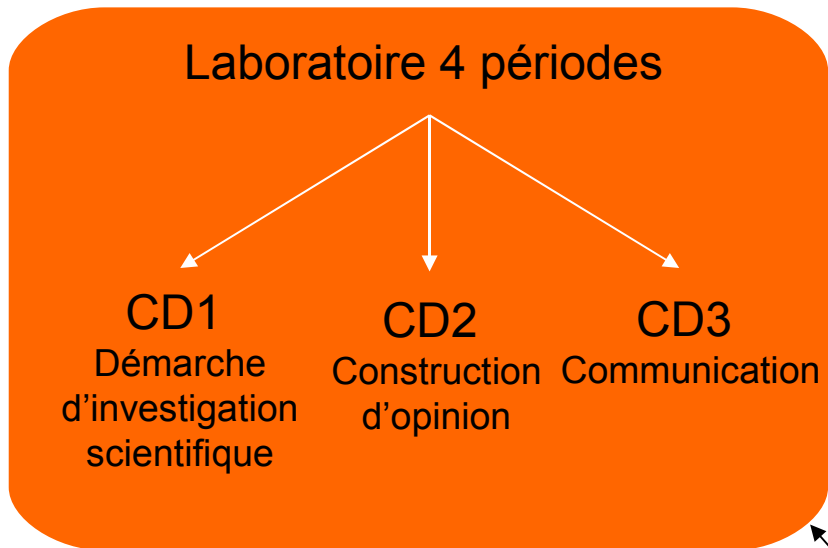 Laboratoire 4 périodes
CD1
Démarche
d’investigation
scientifique
CD2
Construction
d’opinion
CD3
Communication